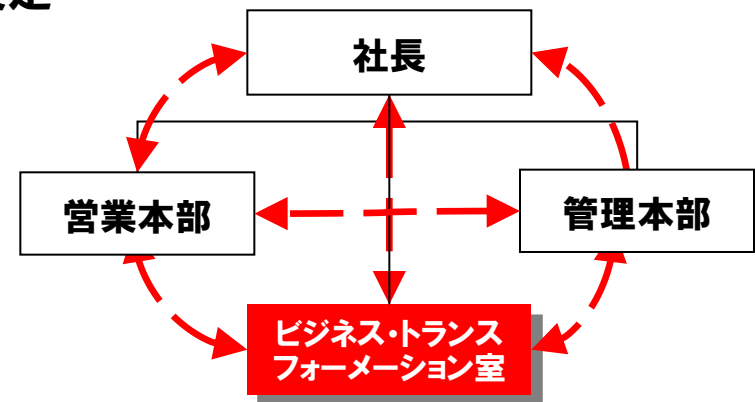 社長
営業本部
管理本部
ビジネス・トランス
フォーメーション室